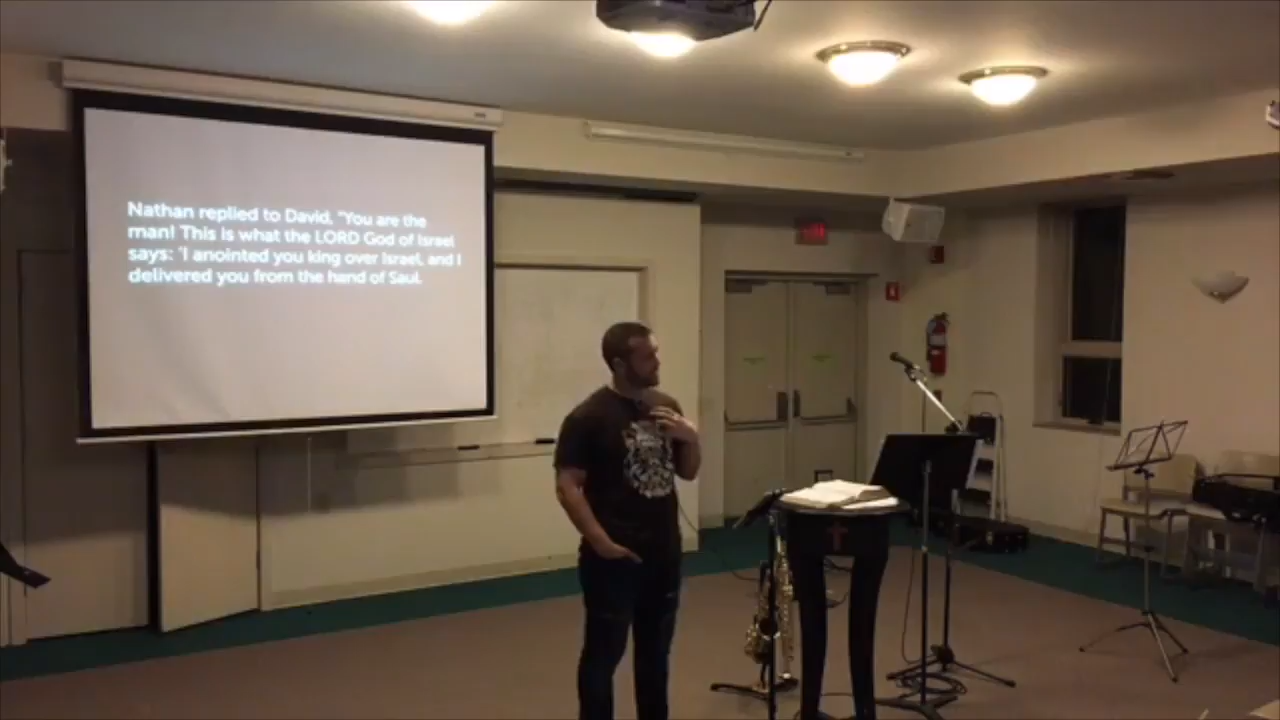 Nathan replied to David, "You are the
man! This is what the LORD God of Israel
says: 'I anointed you king over Israel, and I
delivered you from the hand of Saul.